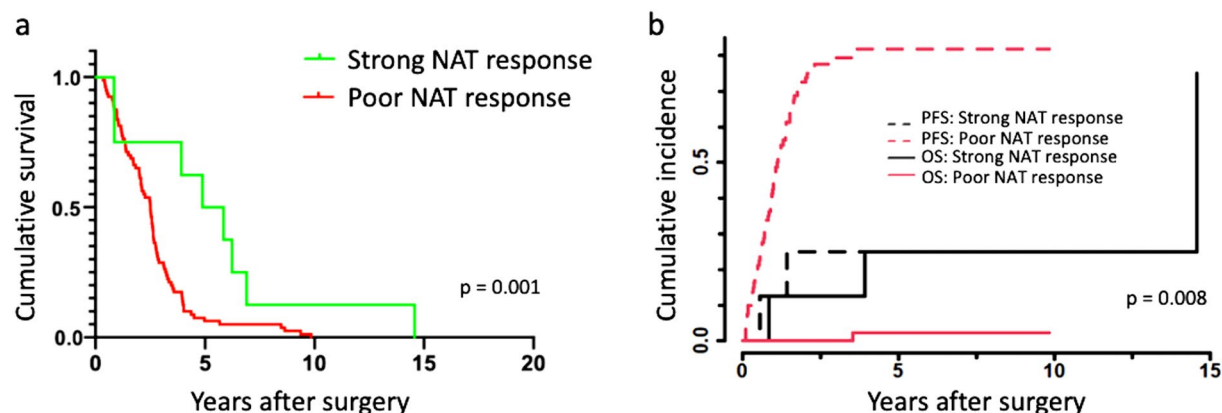 a
Strong NAT response
Poor NAT response
1.0
0.5
0.0
Cumulative survival
p = 0.001
0 5 10 15 20
Years after surgery
b
PFS: Strong NAT response
PFS: Poor NAT response
OS: Strong NAT response
OS: Poor NAT response
0.5
0.0
Cumulative incidence
p = 0.008
0 5 10 15
Years after surgery